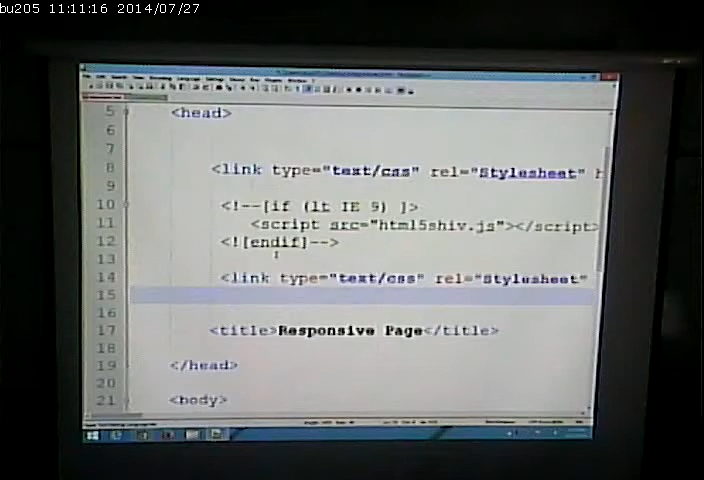 bu205 11:11:16 2014/07/27
5 <head>
6
7
8 <link type="text/css" rel="Stylesheet" h
9
10 <!--[if (lt IE 9) ]>
11 <script src="html5shiv.js"></script>
12 <![endif]-->
13
14 <link type="text/css" rel="Stylesheet"
15
16
17 <title>Responsive Page</title>
18
19 </head>
20
21 <body>